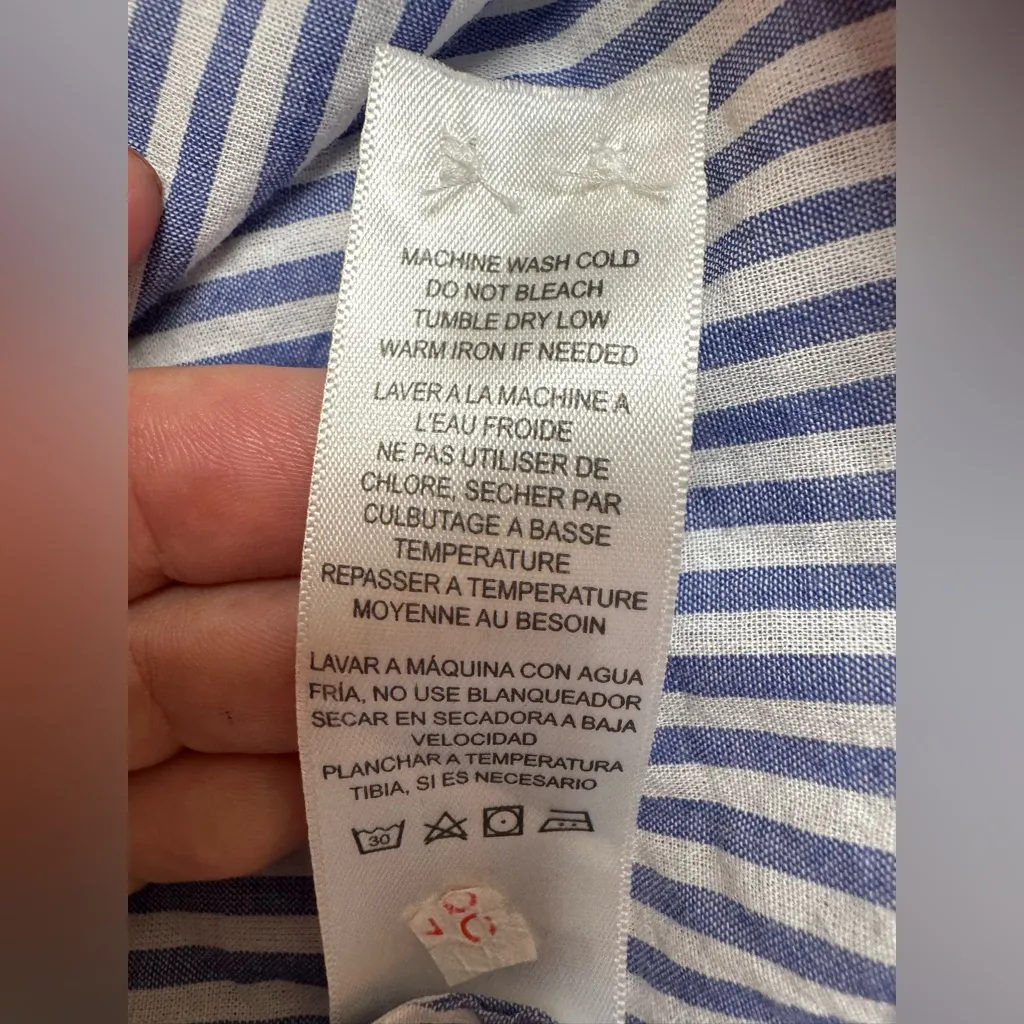 MACHINE WASH COLD
DO NOT BLEACH
TUMBLE DRY LOW
WARM IRON IF NEEDED
LAVER A LA MACHINE A
L'EAU FROIDE
NE PAS UTILISER DE
CHLORE, SECHER PAR
CULBUTAGE A BASSE
TEMPERATURE
REPASSER A TEMPERATURE
MOYENNE AU BESOIN
LAVAR A MÁQUINA CON AGUA
FRÍA, NO USE BLANQUEADOR
SECAR EN SECADORA A BAJA
VELOCIDAD
PLANCHAR A TEMPERATURA
TIBIA, SI ES NECESARIO
30